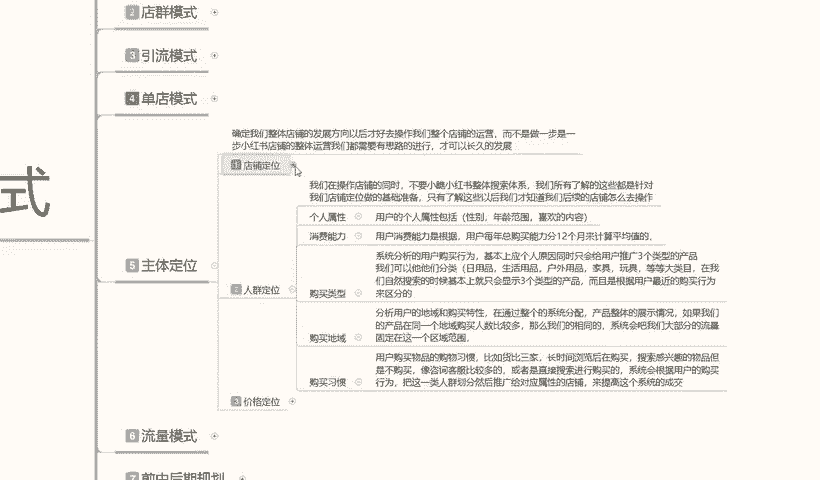 2 店群模式
3 引流模式
4 单店模式
式
确定我们整体店铺的发展方向以后才好去操作我们整个店铺的运营，而不是做一步是一
步小红书店铺的整体运营我们都需要有思路的进行，才可以长久的发展
1 店铺定位
我们在操作店铺的同时，不要小瞧小红书整体搜索体系，我们所有了解的这些都是针对
我们店铺定位做的基础准备，只有了解这些以后我们才知道我们后续的店铺怎么去操作
个人属性 用户的个人属性包括（性别，年龄范围，喜欢的内容）
消费能力 用户消费能力是根据，用户每年总购买能力分12个月来计算平均值的，
5 主体定位
2 人群定位
系统分析的用户购买行为，基本上应个人原因同时只会给用户推广3个类型的产品
我们可以他他们分类（日用品，生活用品，户外用品，家具，玩具，等等大类目，在我
们自然搜索的时候基本上就只会显示3个类型的产品，而且是根据用户最近的购买行为
购买类型 来区分的
分析用户的地域和购买特性，在通过整个的系统分配，产品整体的展示情况，如果我们
的产品在同一个地域购买人数比较多，那么我们的相同的，系统会吧我们大部分的流量
购买地域 固定在这一个区域范围，
用户购买物品的购物习惯，比如货比三家，长时间浏览后在购买，搜索感兴趣的物品但
是不购买，像咨询客服比较多的，或者是直接搜索进行购买的，系统会根据用户的购买
购买习惯 行为，把这一类人群划分然后推广给对应属性的店铺，来提高这个系统的成交
3 价格定位
6 流量模式
7 前中后期规划